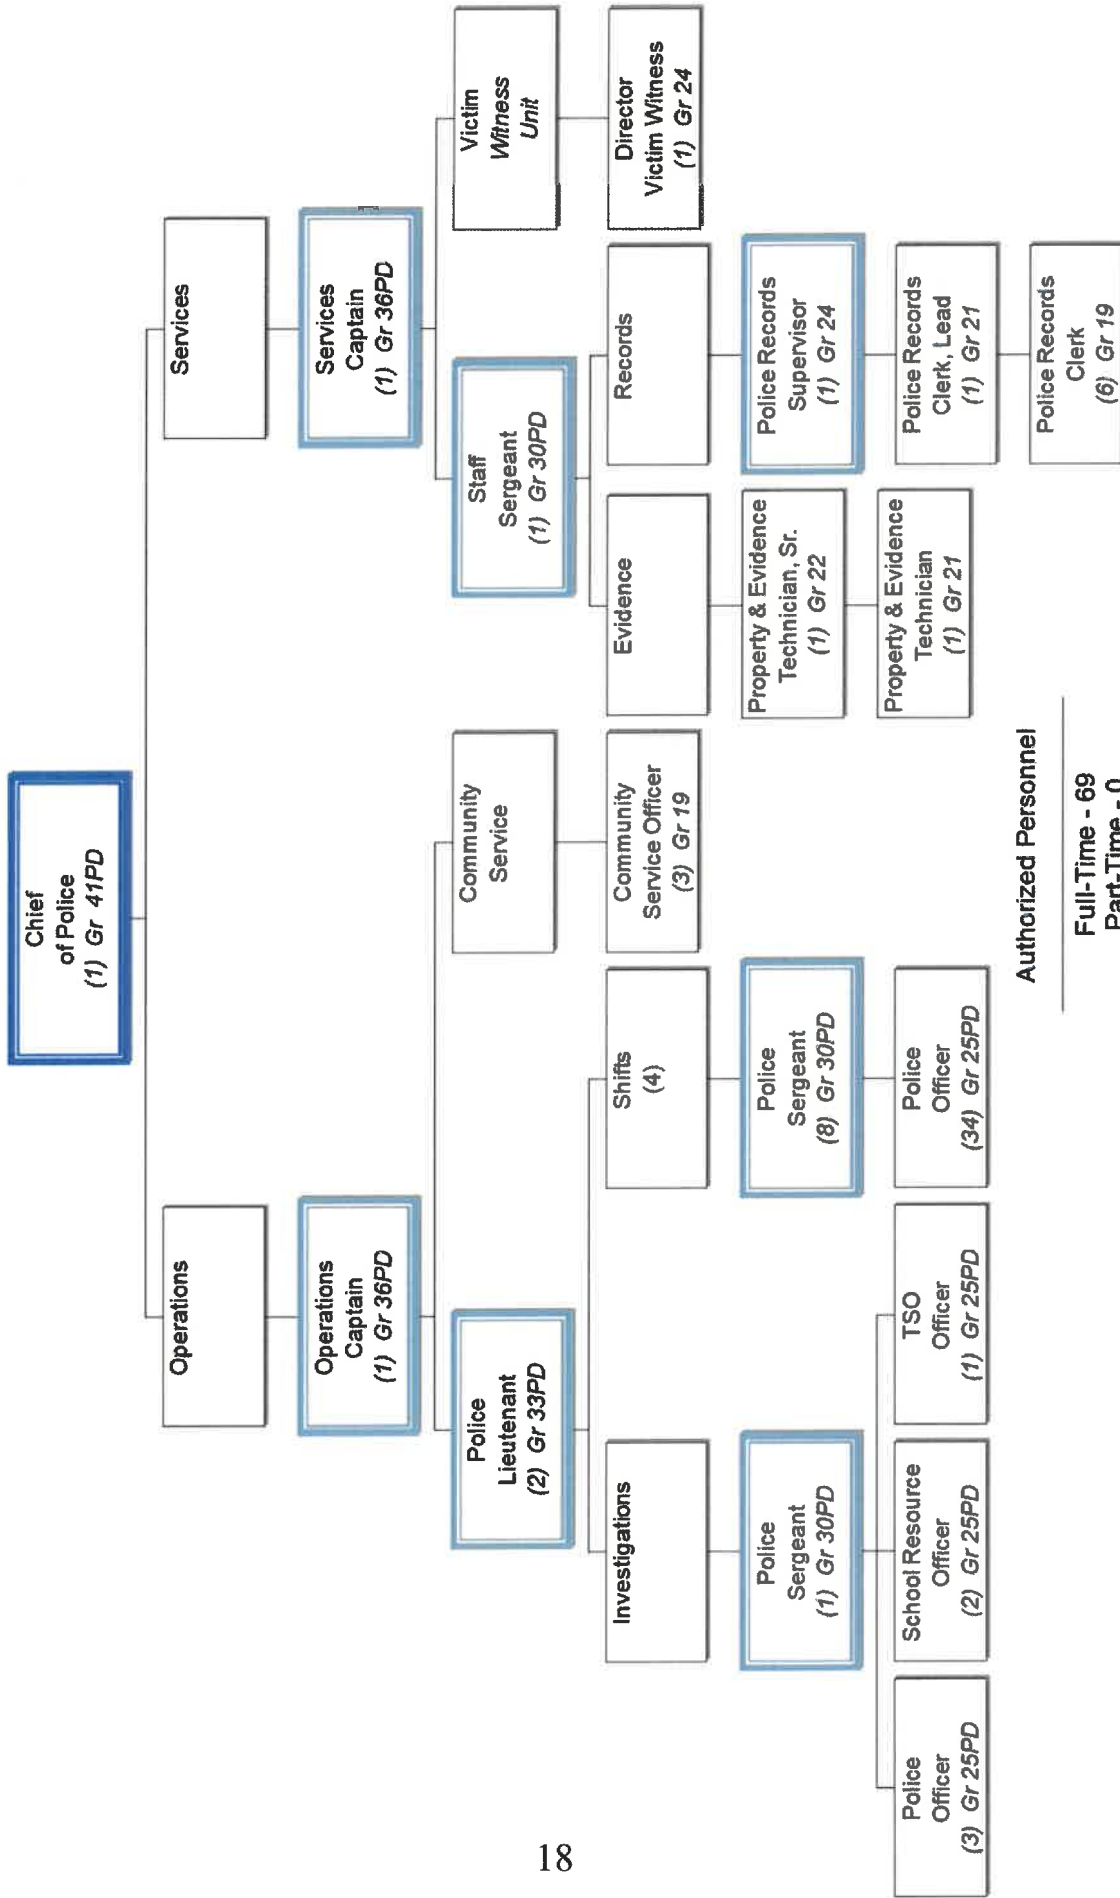 Chief
of Police
(1) Gr 41PD
Operations
Services
Operations
Captain
(1) Gr 36PD
Services
Captain
(1) Gr 36PD
Police
Lieutenant
(2) Gr 33PD
Community
Service
Staff
Sergeant
(1) Gr 30PD
Victim
Witness
Unit
Investigations
Shifts
(4)
Community
Service Officer
(3) Gr 19
Evidence
Records
Director
Victim Witness
(1) Gr 24
Police
Sergeant
(1) Gr 30PD
Police
Sergeant
(8) Gr 30PD
Property & Evidence
Technician, Sr.
(1) Gr 22
Police Records
Supervisor
(1) Gr 24
Police
Officer
(3) Gr 25PD
School Resource
Officer
(2) Gr 25PD
TSO
Officer
(1) Gr 25PD
Police
Officer
(34) Gr 25PD
Property & Evidence
Technician
(1) Gr 21
Police Records
Clerk, Lead
(1) Gr 21
Police Records
Clerk
(6) Gr 19
Authorized Personnel
Full-Time - 69
Part-Time - 0
18